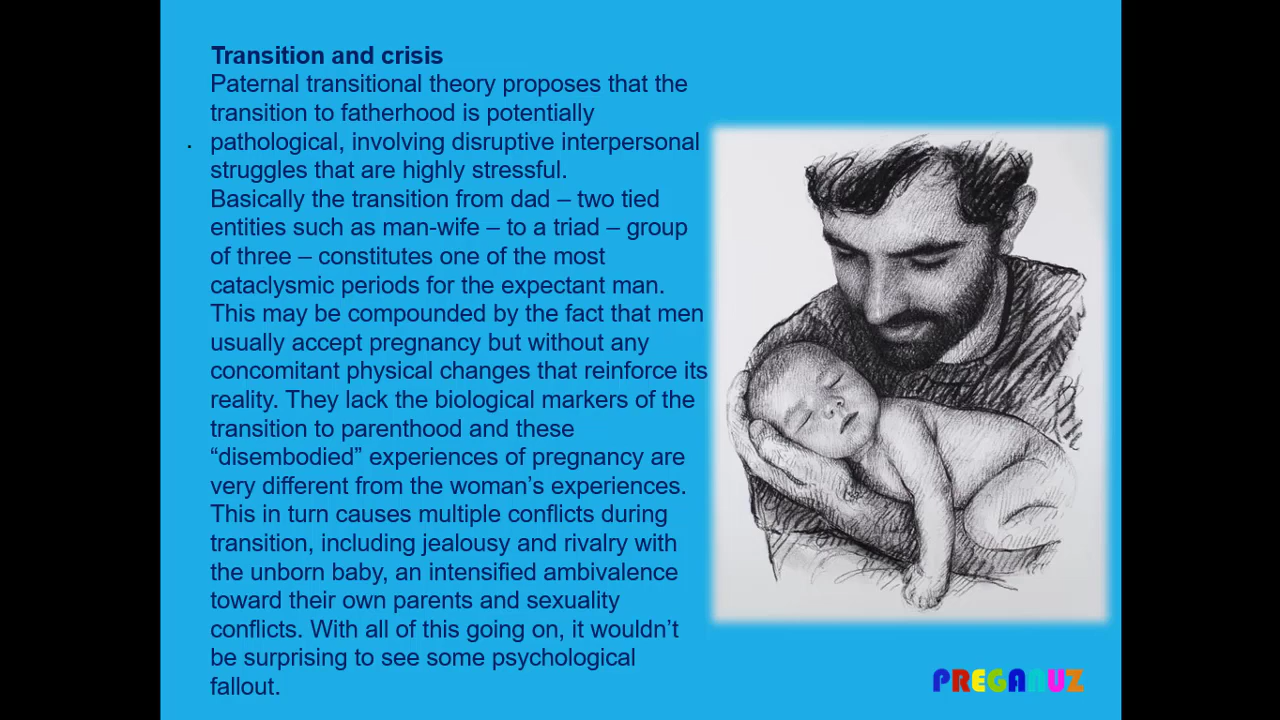 Transition and crisis
Paternal transitional theory proposes that the
transition to fatherhood is potentially
pathological, involving disruptive interpersonal
struggles that are highly stressful.
Basically the transition from dad – two tied
entities such as man-wife – to a triad – group
of three – constitutes one of the most
cataclysmic periods for the expectant man.
This may be compounded by the fact that men
usually accept pregnancy but without any
concomitant physical changes that reinforce its
reality. They lack the biological markers of the
transition to parenthood and these
“disembodied” experiences of pregnancy are
very different from the woman’s experiences.
This in turn causes multiple conflicts during
transition, including jealousy and rivalry with
the unborn baby, an intensified ambivalence
toward their own parents and sexuality
conflicts. With all of this going on, it wouldn’t
be surprising to see some psychological
fallout.
PREGANUZ